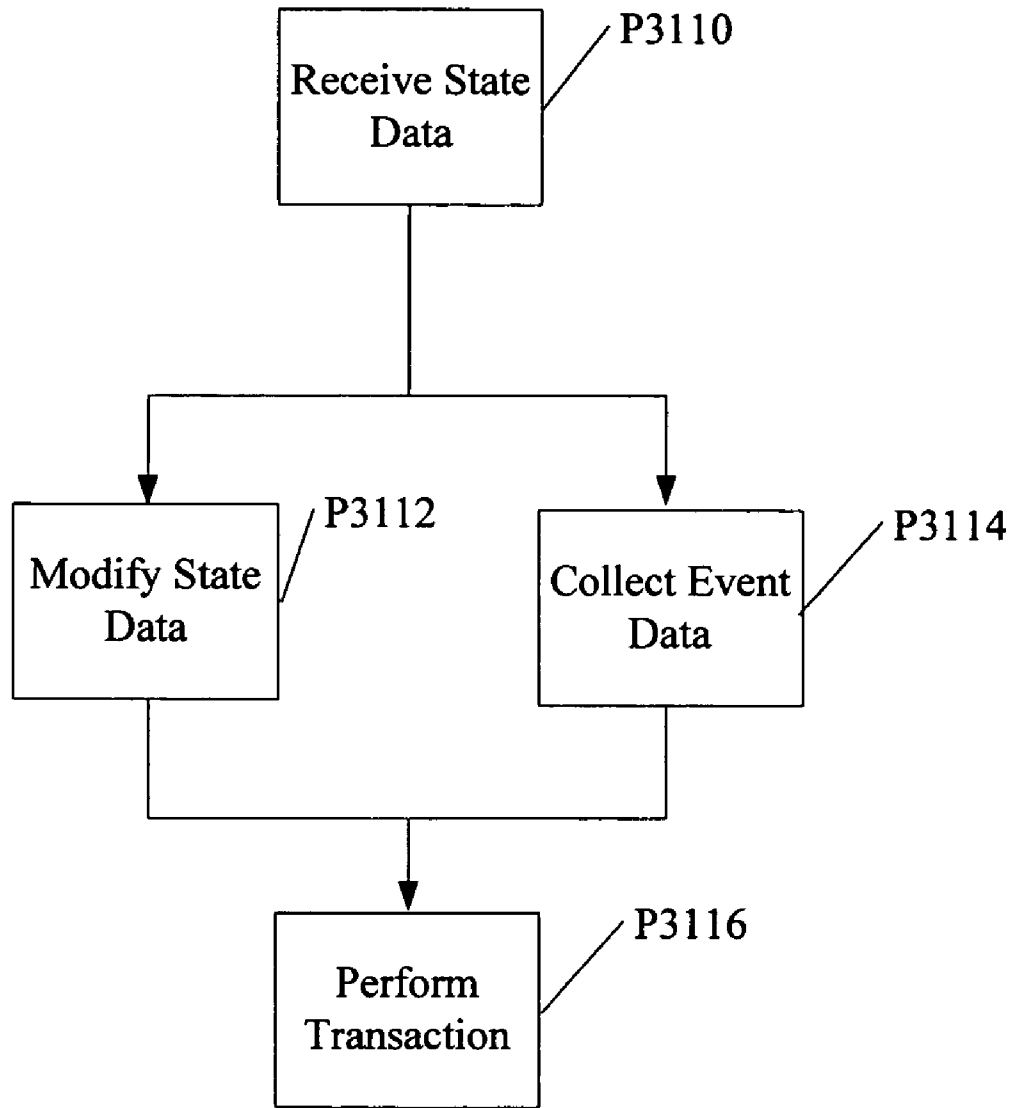 P3110
Receive State
Data
P3112
Modify State
Data
P3114
Collect Event
Data
P3116
Perform
Transaction